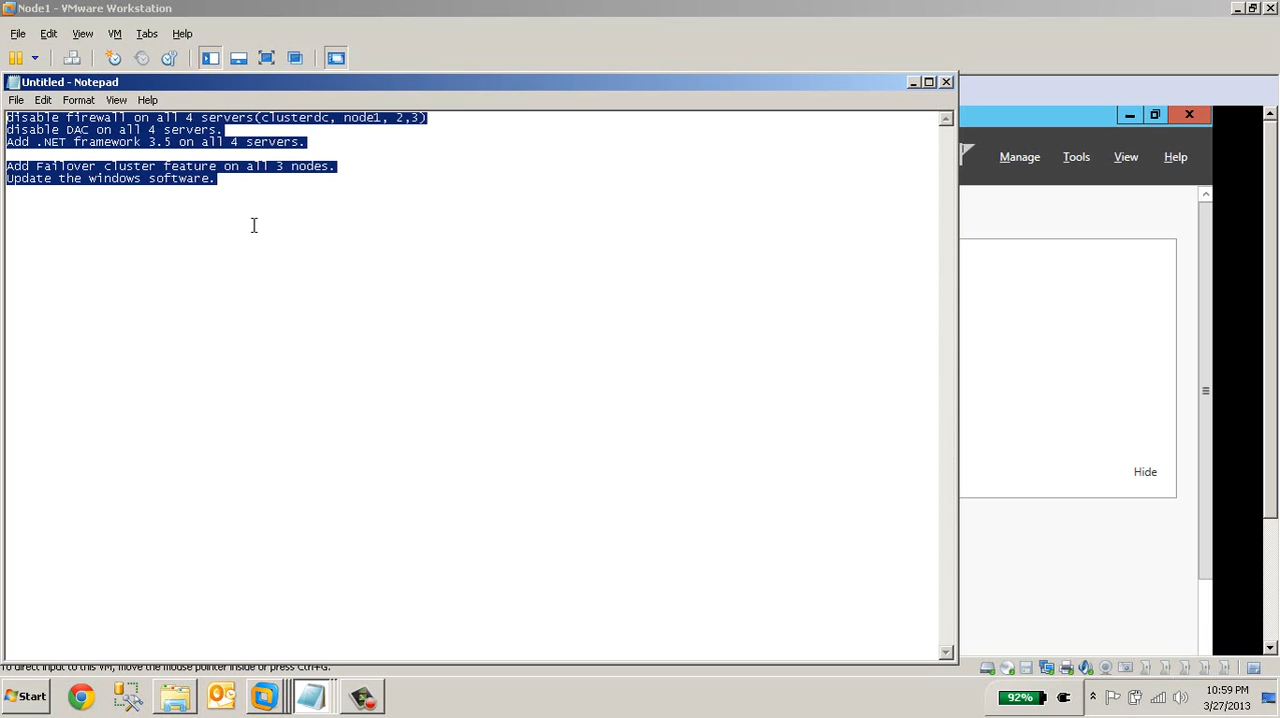 Node1 - VMware Workstation
File Edit View VM Tabs Help
Untitled - Notepad
File Edit Format View Help
disable firewall on all 4 servers(clusterdc, node1, 2,3)
disable DAC on all 4 servers.
Add .NET framework 3.5 on all 4 servers.
Add Failover cluster feature on all 3 nodes.
Update the windows software.
Manage Tools View Help
Hide
To direct input to this VM, move the mouse pointer inside or press Ctrl+G.
Start
92%
10:59 PM
3/27/2013